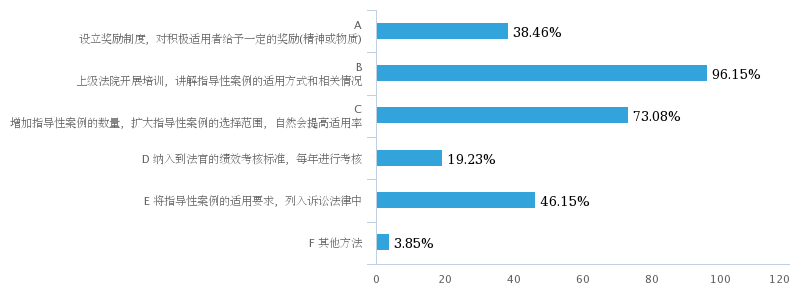 A
设立奖励制度，对积极适用者给予一定的奖励(精神或物质)
38.46%
B
上级法院开展培训，讲解指导性案例的适用方式和相关情况
96.15%
C
增加指导性案例的数量，扩大指导性案例的选择范围，自然会提高适用率
73.08%
D 纳入到法官的绩效考核标准，每年进行考核
19.23%
E 将指导性案例的适用要求，列入诉讼法律中
46.15%
F 其他方法
3.85%
0 20 40 60 80 100 120